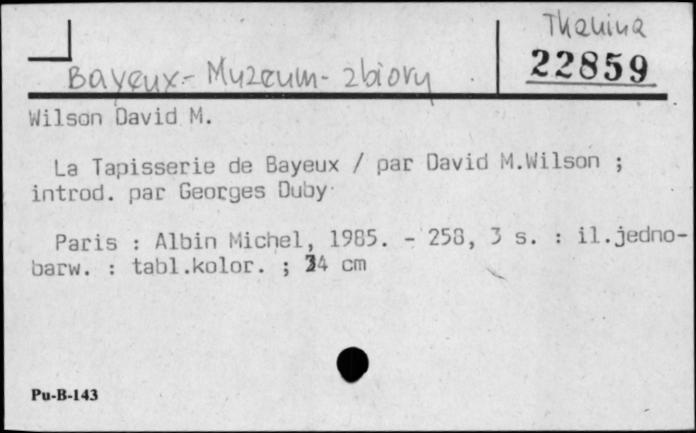 Tkanina
22859
Bayeux - Muzeum - zbiory
Wilson David M.
La Tapisserie de Bayeux / par David M.Wilson ;
introd. par Georges Duby
Paris : Albin Michel, 1985. - 258, 3 s. : il.jedno-
barw. : tabl.kolor. ; 34 cm
Pu-B-143